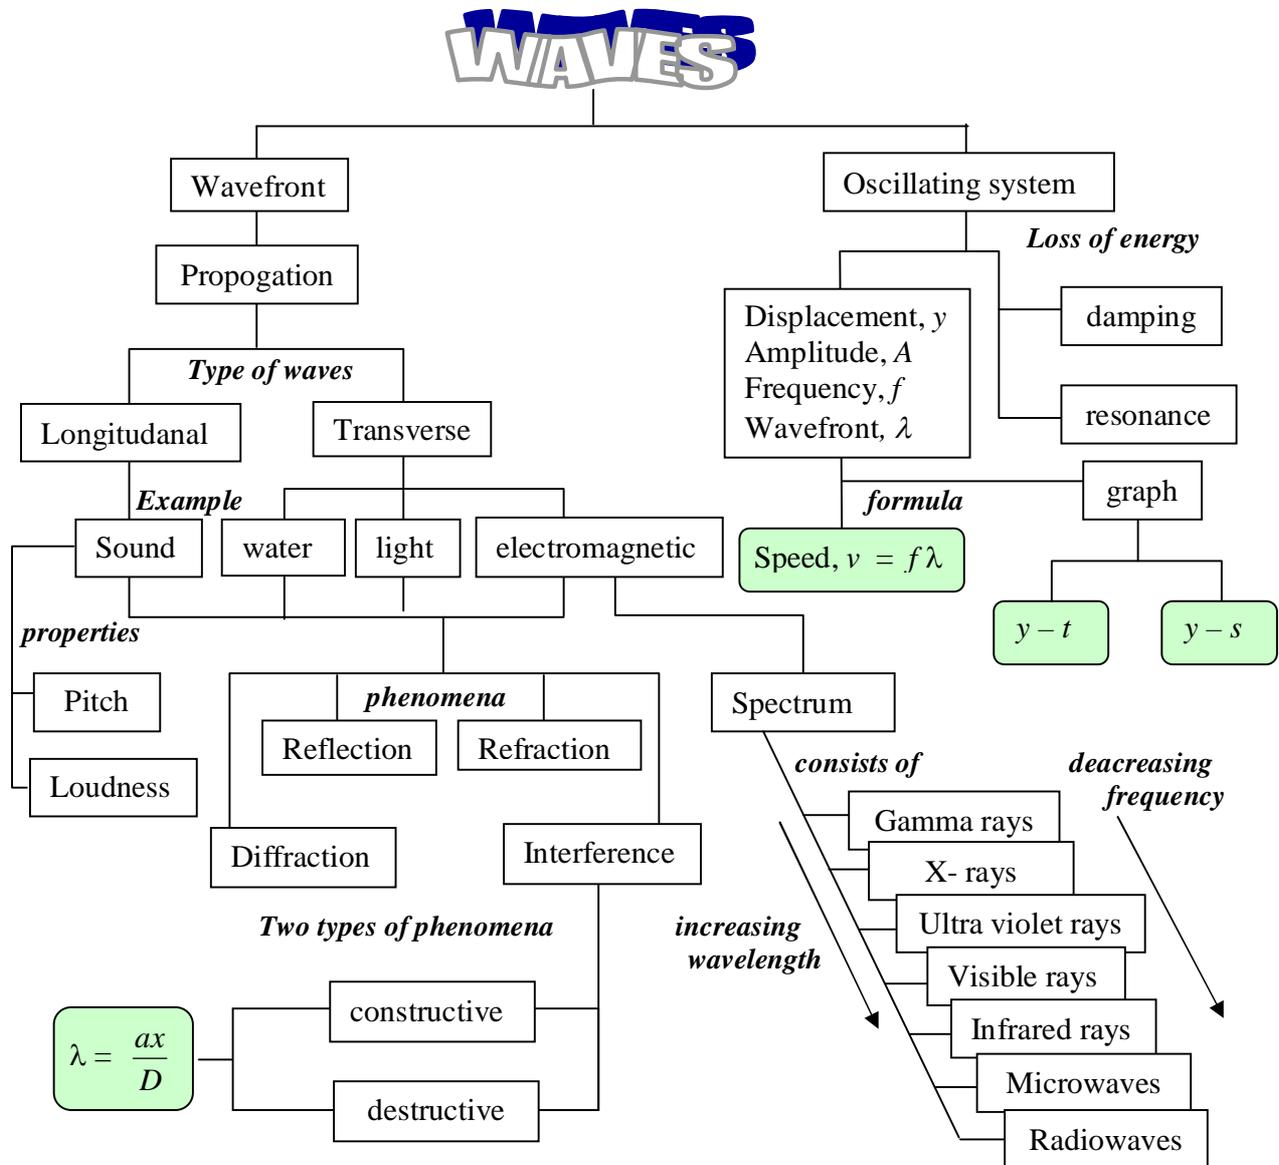 WAVES
Wavefront
Oscillating system
Propogation
Loss of energy
Displacement, y
Amplitude, A
Frequency, f
Wavefront, λ
damping
resonance
Type of waves
Longitudanal
Transverse
Example
Sound
water
light
electromagnetic
formula
graph
Speed, v = f λ
y – t
y – s
properties
Pitch
Loudness
phenomena
Reflection
Refraction
Diffraction
Interference
Spectrum
consists of
deacreasing
frequency
Gamma rays
X- rays
Ultra violet rays
Visible rays
Infrared rays
Microwaves
Radiowaves
increasing
wavelength
Two types of phenomena
constructive
destructive
λ = ax/D